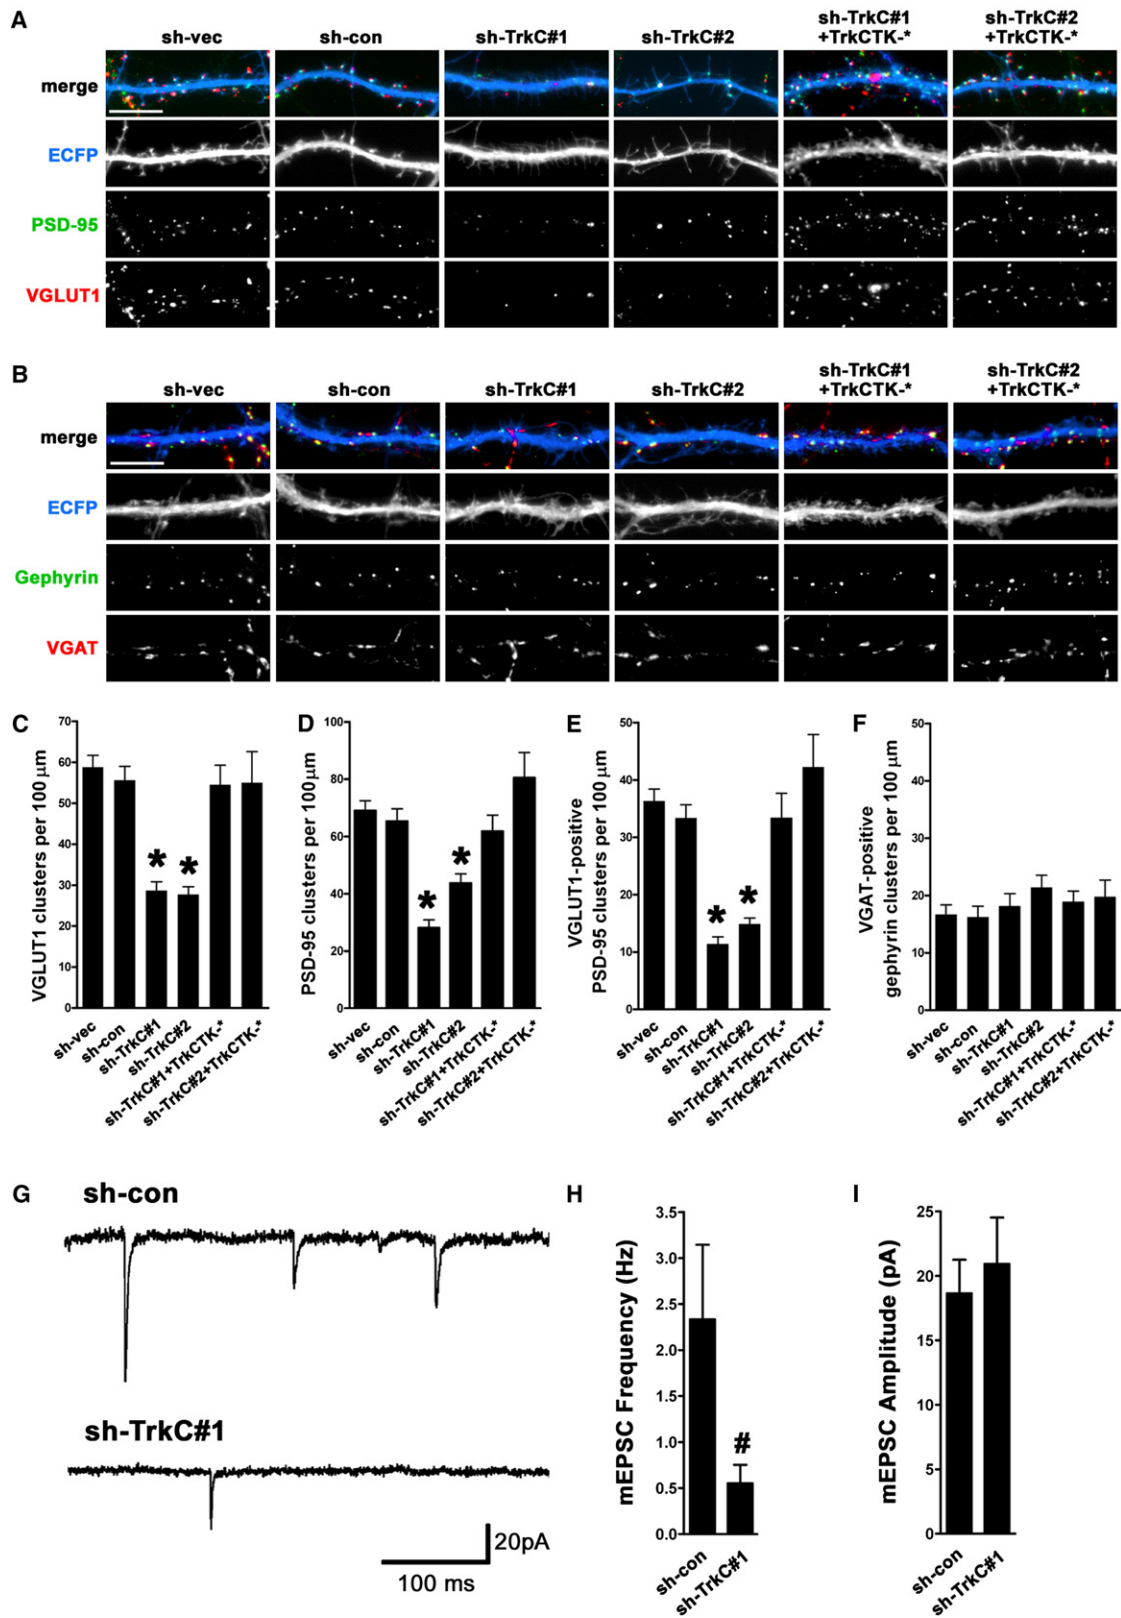 A
sh-vec
sh-con
sh-TrkC#1
sh-TrkC#2
sh-TrkC#1
+TrkCTK-*
sh-TrkC#2
+TrkCTK-*
merge
ECFP
PSD-95
VGLUT1
B
sh-vec
sh-con
sh-TrkC#1
sh-TrkC#2
sh-TrkC#1
+TrkCTK-*
sh-TrkC#2
+TrkCTK-*
merge
ECFP
Gephyrin
VGAT
C
VGLUT1 clusters per 100 μm
70
60
50
40
30
20
10
0
*
*
sh-vec
sh-con
sh-TrkC#1
sh-TrkC#2
sh-TrkC#1+TrkCTK-*
sh-TrkC#2+TrkCTK-*
D
PSD-95 clusters per 100μm
100
80
60
40
20
0
*
*
sh-vec
sh-con
sh-TrkC#1
sh-TrkC#2
sh-TrkC#1+TrkCTK-*
sh-TrkC#2+TrkCTK-*
E
VGLUT1-positive
PSD-95 clusters per 100 μm
50
40
30
20
10
0
*
*
sh-vec
sh-con
sh-TrkC#1
sh-TrkC#2
sh-TrkC#1+TrkCTK-*
sh-TrkC#2+TrkCTK-*
F
VGAT-positive
gephyrin clusters per 100 μm
50
40
30
20
10
0
sh-vec
sh-con
sh-TrkC#1
sh-TrkC#2
sh-TrkC#1+TrkCTK-*
sh-TrkC#2+TrkCTK-*
G
sh-con
sh-TrkC#1
20pA
100 ms
H
mEPSC Frequency (Hz)
3.5
3.0
2.5
2.0
1.5
1.0
0.5
0.0
#
sh-con
sh-TrkC#1
I
mEPSC Amplitude (pA)
25
20
15
10
5
0
sh-con
sh-TrkC#1